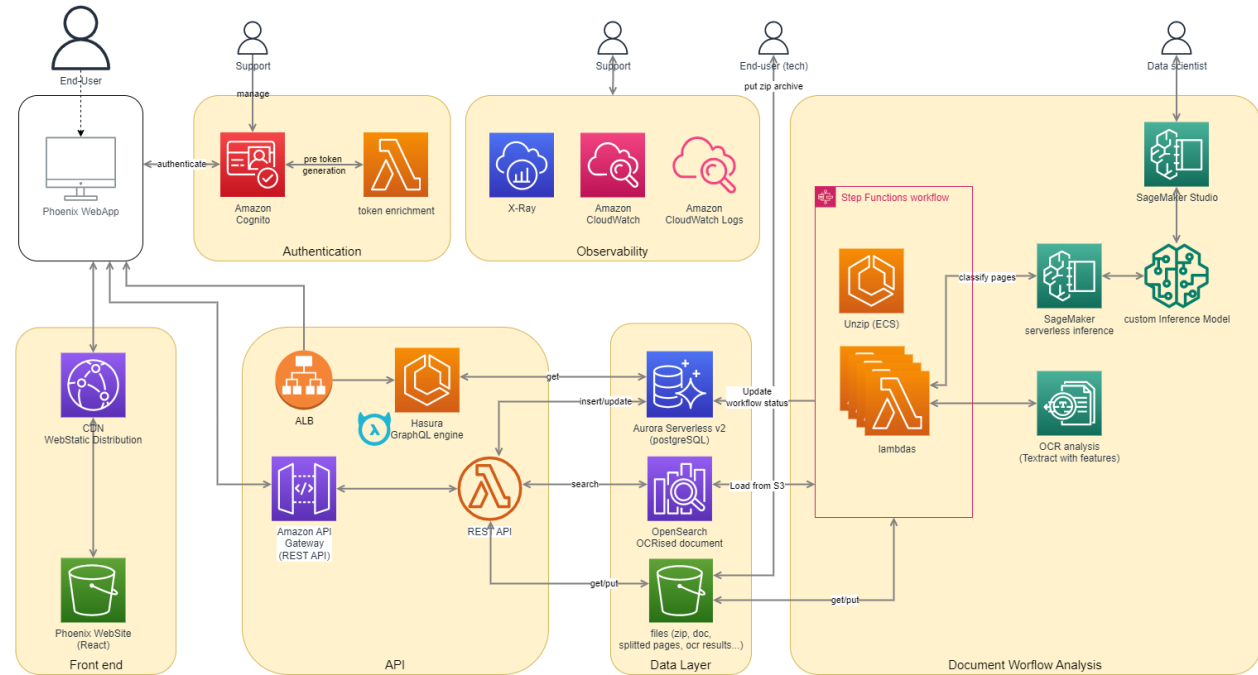 End-User
Support
Support
End-user (tech)
Data scientist
manage
put zip archive
Phoenix WebApp
authenticate
Amazon
Cognito
pre token
generation
token enrichment
Authentication
X-Ray
Amazon
CloudWatch
Amazon
CloudWatch Logs
Observability
Step Functions workflow
SageMaker Studio
Unzip (ECS)
classify pages
SageMaker
serverless inference
custom Inference Model
lambdas
OCR analysis
(Textract with features)
Document Worflow Analysis
CDN
WebStatic Distribution
Phoenix WebSite
(React)
Front end
ALB
Hasura
GraphQL engine
Amazon API
Gateway
(REST API)
REST API
API
get
insert/update
search
get/put
Aurora Serverless v2
(postgreSQL)
OpenSearch
OCRised document
files (zip, doc,
splitted pages, ocr results...)
Data Layer
Update
workflow status
Load from S3
get/put